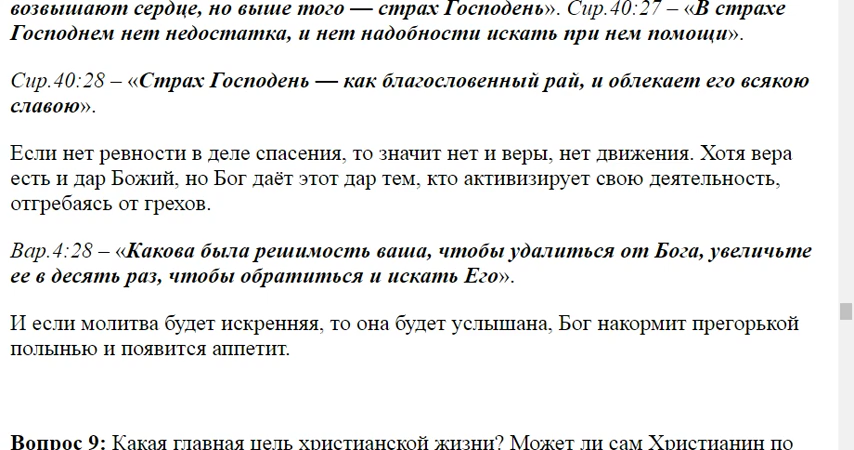 возвышают сердце, но выше того — страх Господень». Сир.40:27 – «В страхе
Господнем нет недостатка, и нет надобности искать при нем помощи».
Сир.40:28 – «Страх Господень — как благословенный рай, и облекает его всякою
славою».
Если нет ревности в деле спасения, то значит нет и веры, нет движения. Хотя вера
есть и дар Божий, но Бог даёт этот дар тем, кто активизирует свою деятельность,
отгребаясь от грехов.
Вар.4:28 – «Какова была решимость ваша, чтобы удалиться от Бога, увеличьте
ее в десять раз, чтобы обратиться и искать Его».
И если молитва будет искренняя, то она будет услышана, Бог накормит прегорькой
полынью и появится аппетит.
Вопрос 9: Какая главная цель христианской жизни? Может ли сам Христианин по